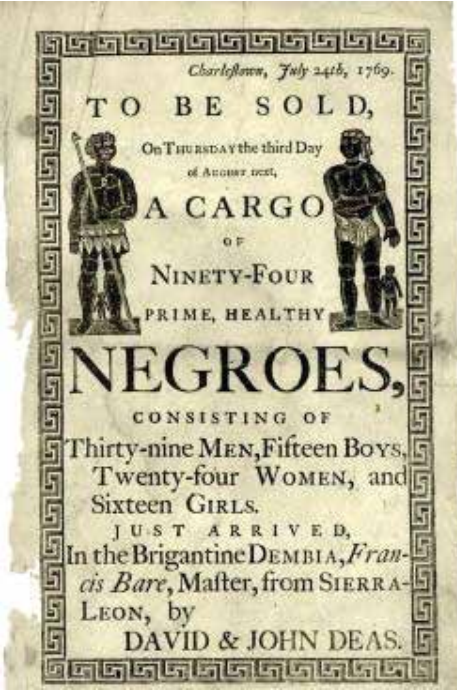 Charlestown, July 24th, 1769.
TO BE SOLD,
On THURSDAY the third Day
of AUGUST next,
A CARGO
OF
NINETY-FOUR
PRIME, HEALTHY
NEGROES,
CONSISTING OF
Thirty-nine MEN, Fifteen BOYS,
Twenty-four WOMEN, and
Sixteen GIRLS.
JUST ARRIVED,
In the Brigantine DEMBIA, Fran-
cis Bare, Maſter, from SIERRA-
LEON, by
DAVID & JOHN DEAS.